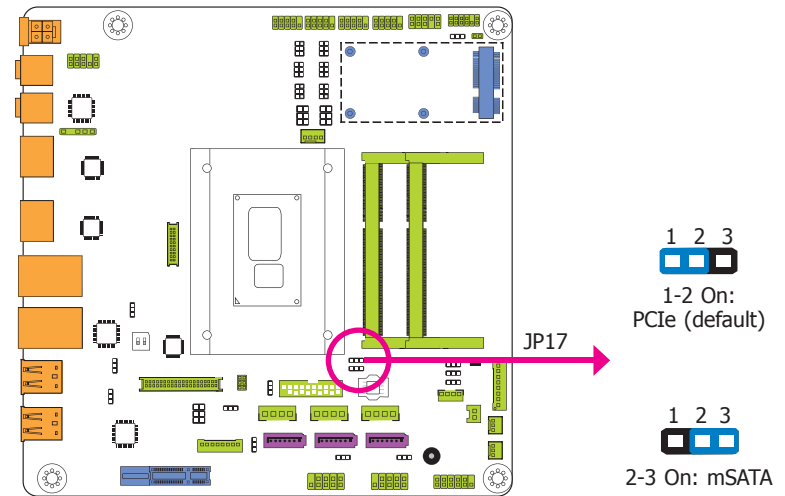 JP17
1 2 3
1-2 On:
PCIe (default)
1 2 3
2-3 On: mSATA